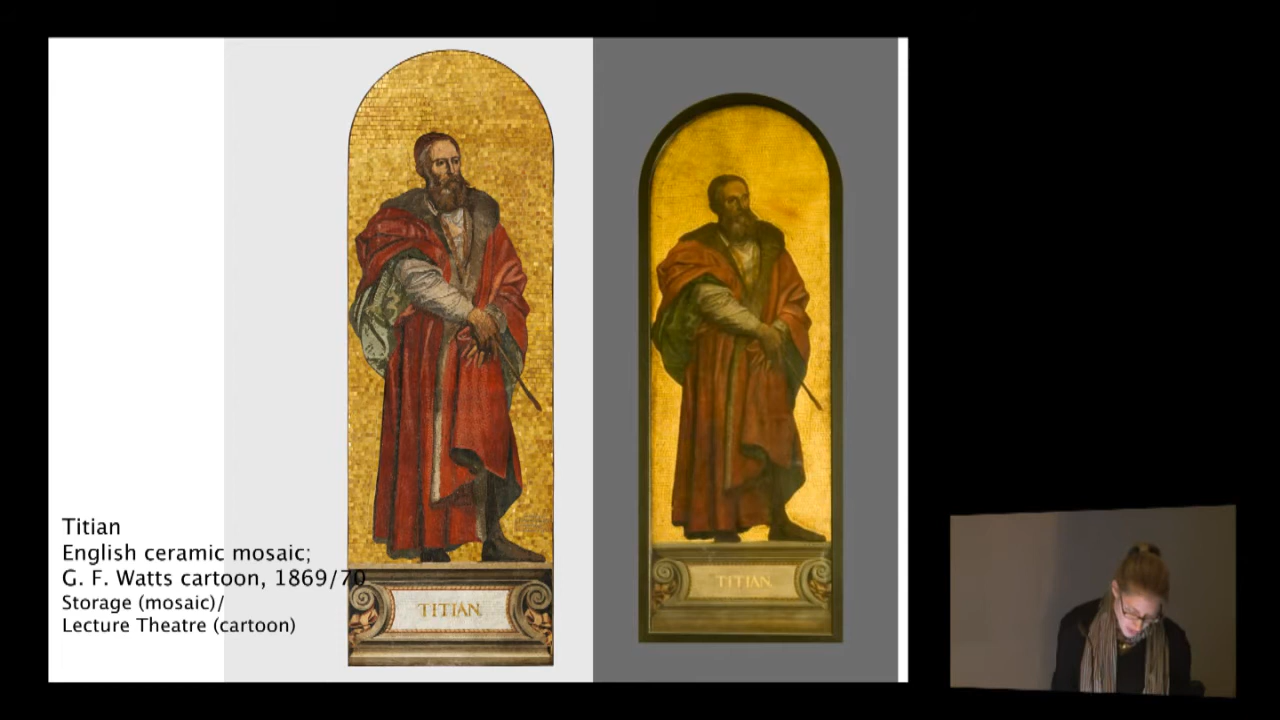 Titian
English ceramic mosaic;
G. F. Watts cartoon, 1869/70
Storage (mosaic)/
Lecture Theatre (cartoon)
TITIAN.
TITIAN.